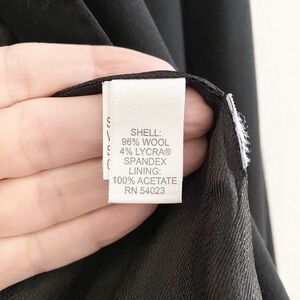 SHELL:
96% WOOL
4% LYCRA®
SPANDEX
LINING:
100% ACETATE
RN 54023